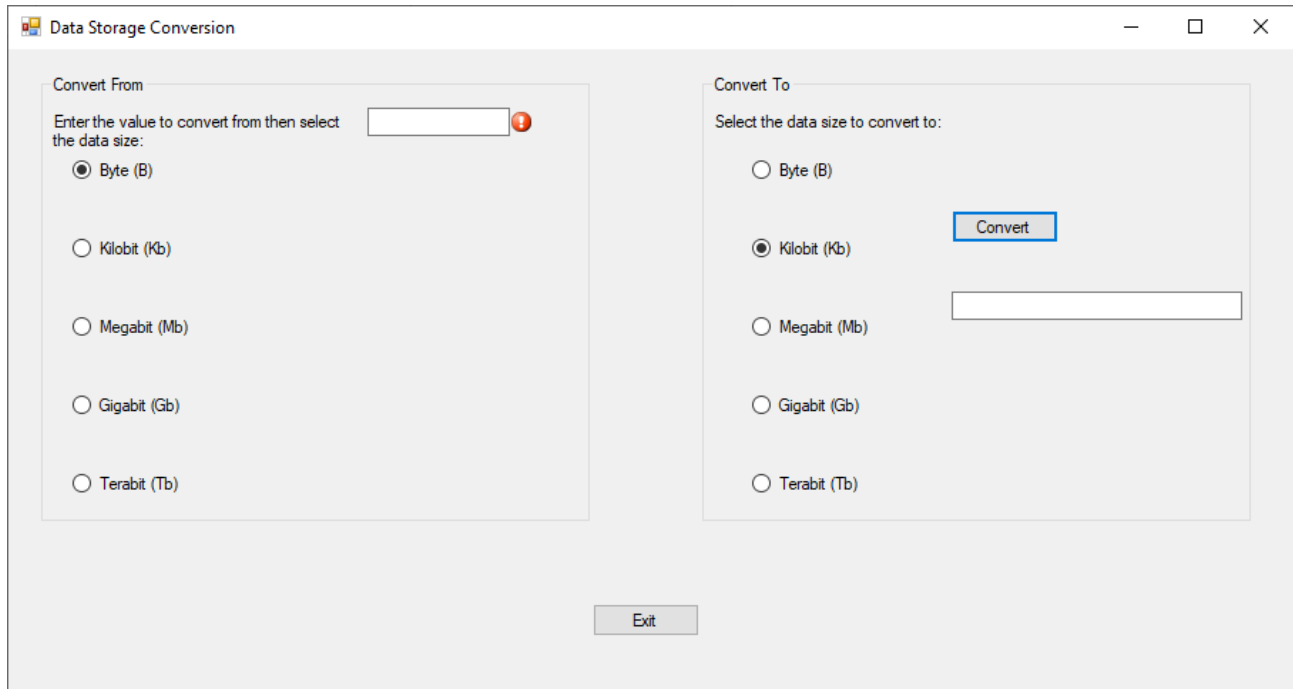 Data Storage Conversion
Convert From
Enter the value to convert from then select
the data size:
Byte (B)
Kilobit (Kb)
Megabit (Mb)
Gigabit (Gb)
Terabit (Tb)
Convert To
Select the data size to convert to:
Byte (B)
Convert
Kilobit (Kb)
Megabit (Mb)
Gigabit (Gb)
Terabit (Tb)
Exit